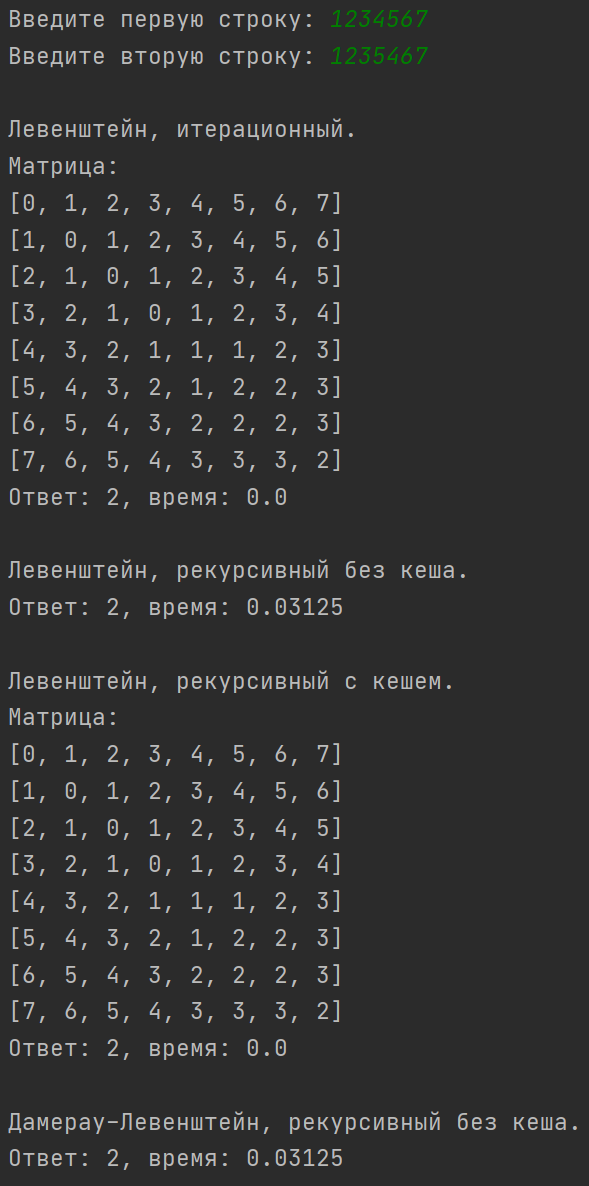 Введите первую строку: 1234567
Введите вторую строку: 1235467
Левенштейн, итерационный.
Матрица:
[0, 1, 2, 3, 4, 5, 6, 7]
[1, 0, 1, 2, 3, 4, 5, 6]
[2, 1, 0, 1, 2, 3, 4, 5]
[3, 2, 1, 0, 1, 2, 3, 4]
[4, 3, 2, 1, 1, 1, 2, 3]
[5, 4, 3, 2, 1, 2, 2, 3]
[6, 5, 4, 3, 2, 2, 2, 3]
[7, 6, 5, 4, 3, 3, 3, 2]
Ответ: 2, время: 0.0
Левенштейн, рекурсивный без кеша.
Ответ: 2, время: 0.03125
Левенштейн, рекурсивный с кешем.
Матрица:
[0, 1, 2, 3, 4, 5, 6, 7]
[1, 0, 1, 2, 3, 4, 5, 6]
[2, 1, 0, 1, 2, 3, 4, 5]
[3, 2, 1, 0, 1, 2, 3, 4]
[4, 3, 2, 1, 1, 1, 2, 3]
[5, 4, 3, 2, 1, 2, 2, 3]
[6, 5, 4, 3, 2, 2, 2, 3]
[7, 6, 5, 4, 3, 3, 3, 2]
Ответ: 2, время: 0.0
Дамерау-Левенштейн, рекурсивный без кеша.
Ответ: 2, время: 0.03125